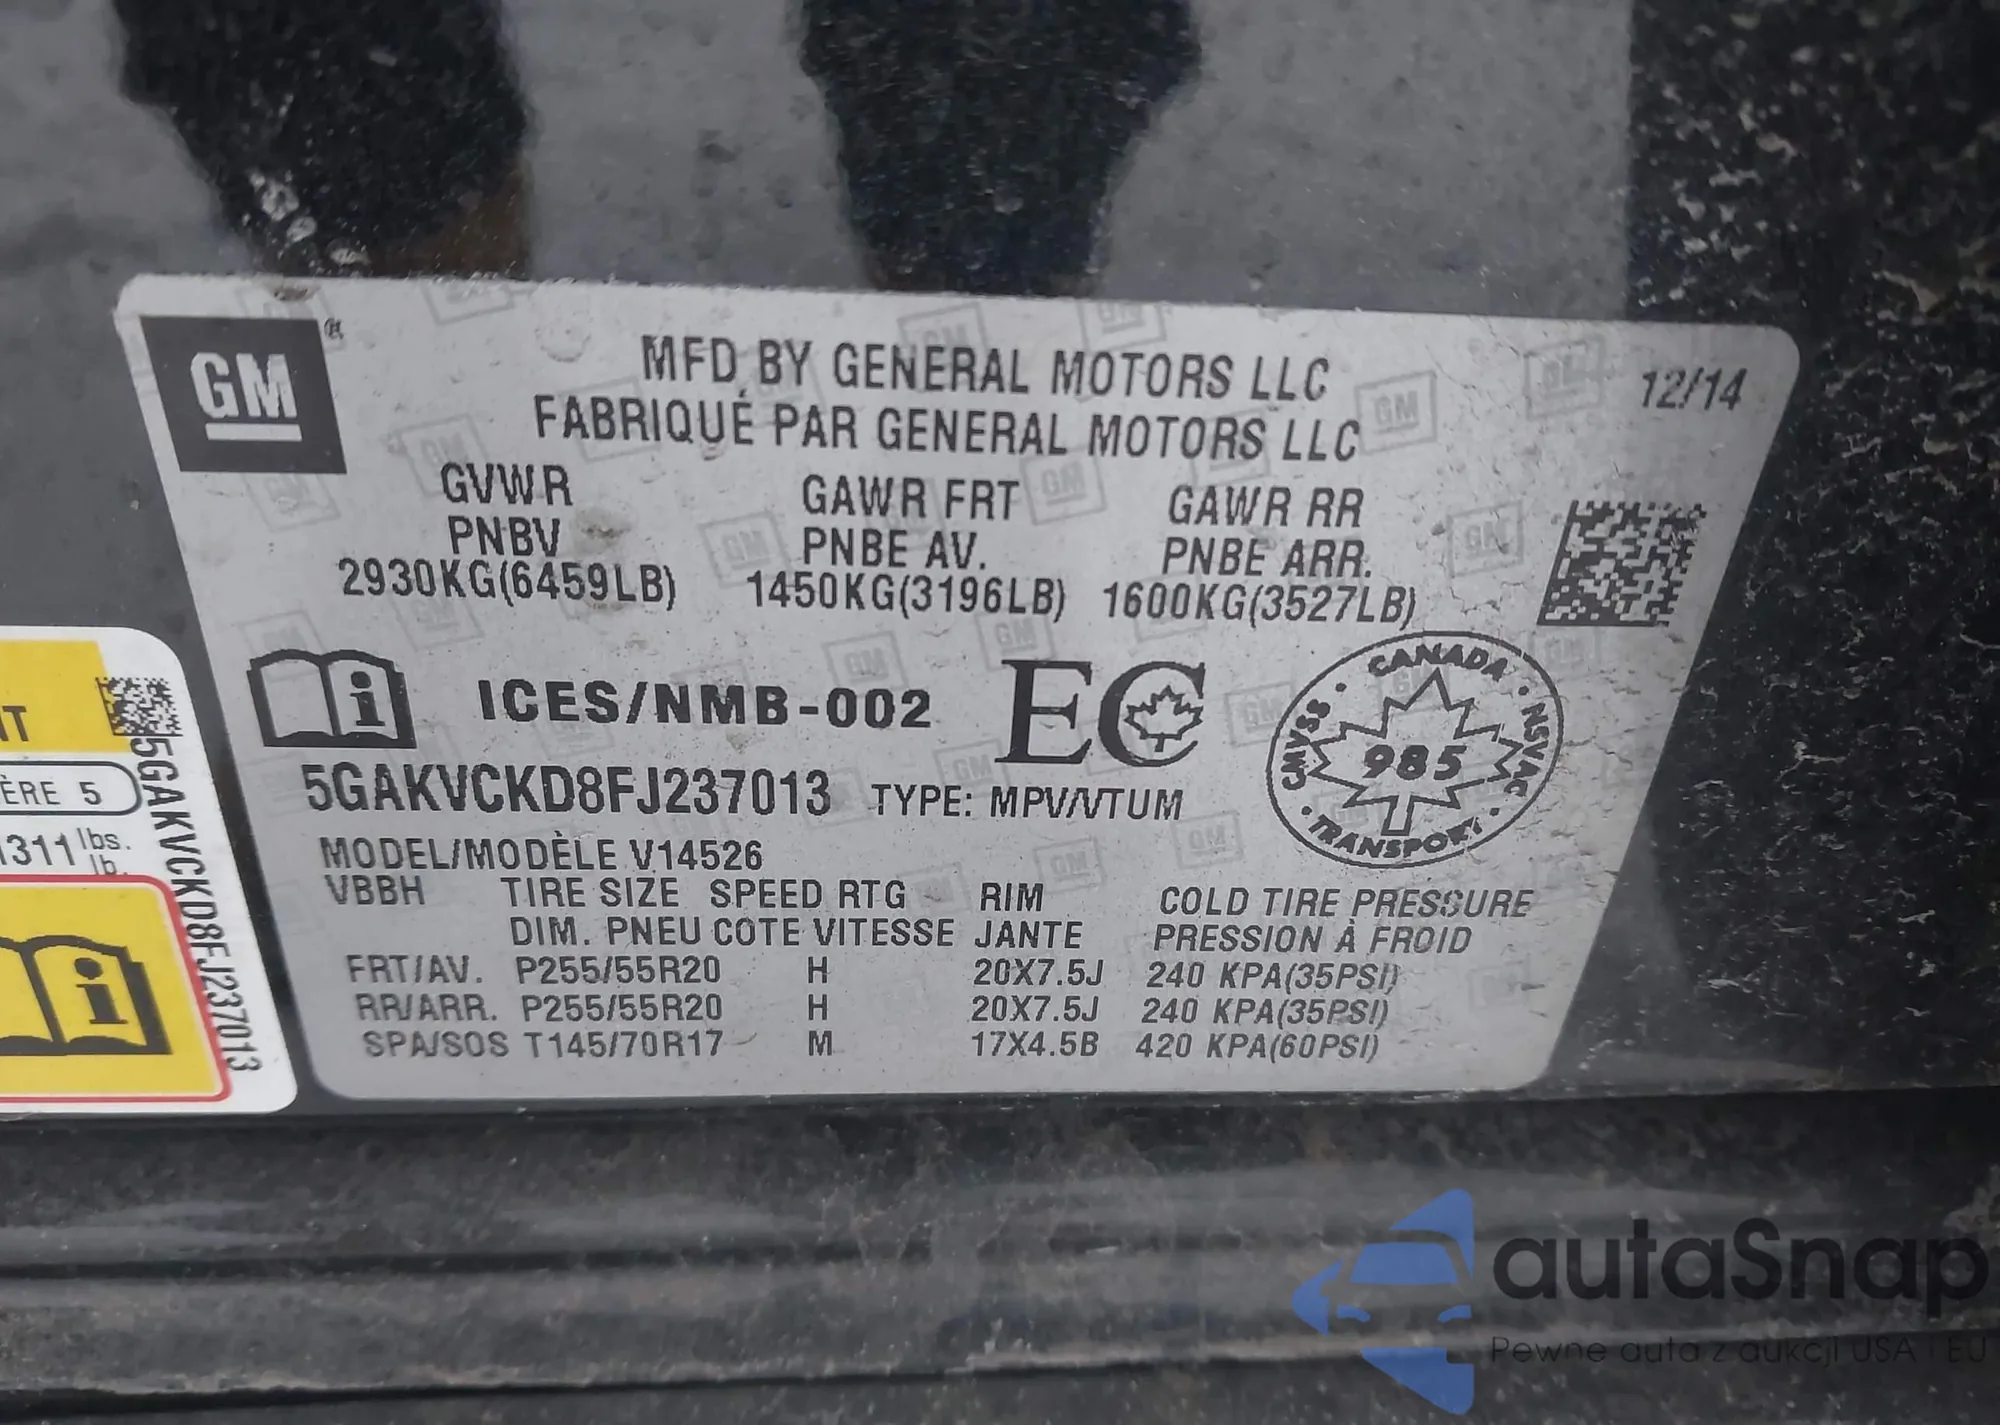 GM
MFD BY GENERAL MOTORS LLC
FABRIQUÉ PAR GENERAL MOTORS LLC
12/14
GVWR GAWR FRT GAWR RR
PNBV PNBE AV. PNBE ARR.
2930KG(6459LB) 1450KG(3196LB) 1600KG(3527LB)
ICES/NMB-002 EC
CANADA
CMVSS · NSVAC
985
TRANSPORT
5GAKVCKD8FJ237013 TYPE: MPV/VTUM
MODEL/MODÈLE V14526
VBBH TIRE SIZE SPEED RTG RIM COLD TIRE PRESSURE
DIM. PNEU COTE VITESSE JANTE PRESSION À FROID
FRT/AV. P255/55R20 H 20X7.5J 240 KPA(35PSI)
RR/ARR. P255/55R20 H 20X7.5J 240 KPA(35PSI)
SPA/SOS T145/70R17 M 17X4.5B 420 KPA(60PSI)
NT
ÈRE 5
1311 lbs.
lb.
5GAKVCKD8FJ237013
autaSnap
Pewne auta z aukcji USA i EU